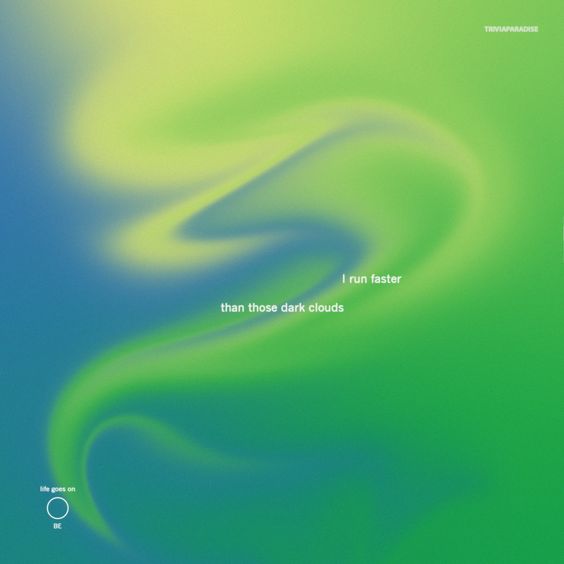 TRIVIAPARADISE
I run faster
than those dark clouds
life goes on
BE